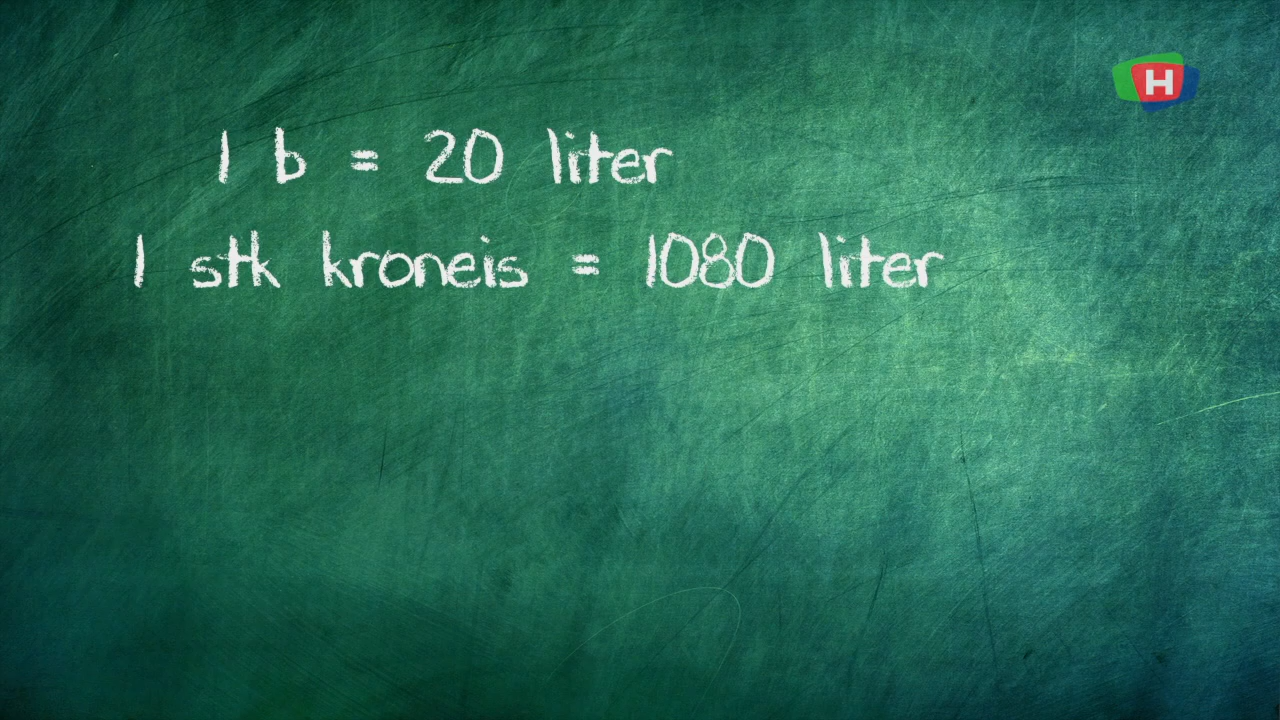 H
1 b = 20 liter
1 stk kroneis = 1080 liter